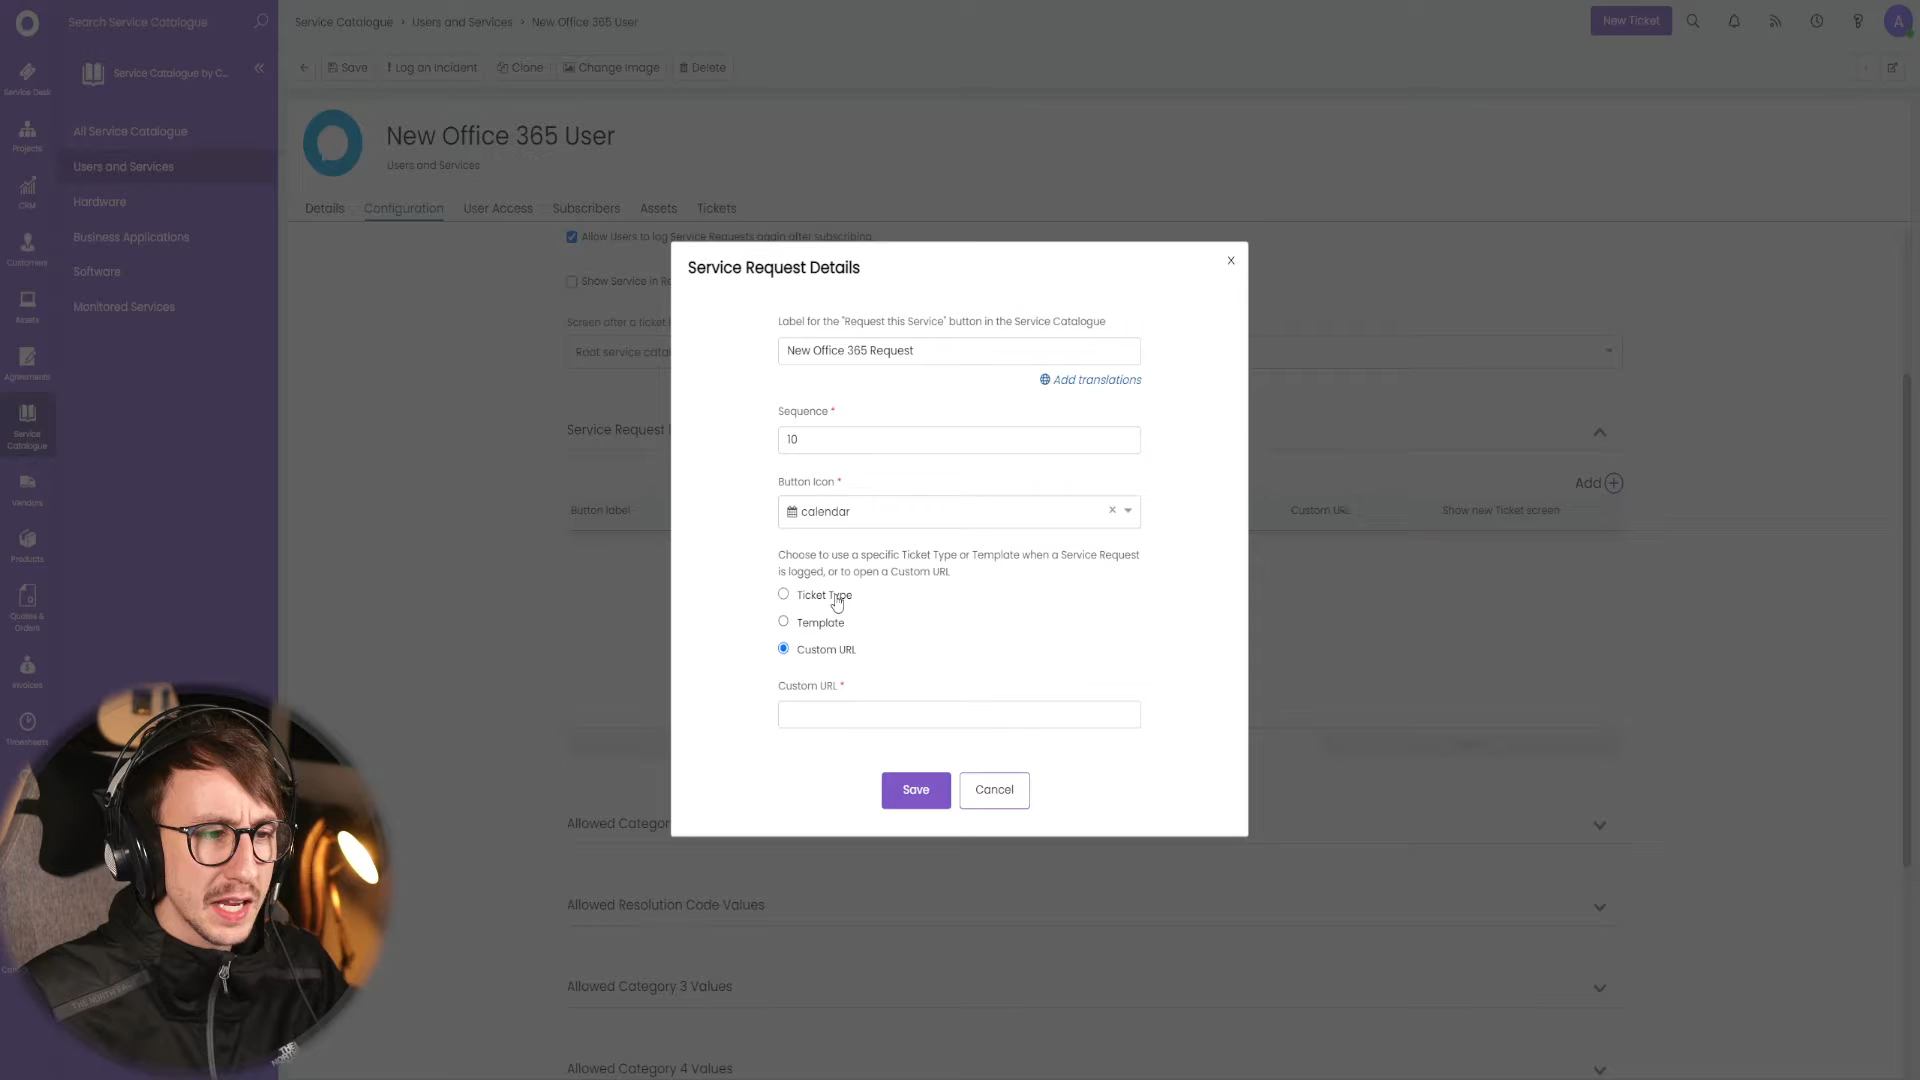 Search Service Catalogue
Service Catalogue > Users and Services > New Office 365 User
New Ticket
?
A
Service Desk
Service Catalogue by C...
Save
! Log an Incident
Clone
Change Image
Delete
All Service Catalogue
Users and Services
Hardware
Business Applications
Software
Monitored Services
Projects
CRM
Customers
Assets
Agreements
Service
Catalogue
Vendors
Products
Quotes &
Orders
Invoices
Timesheets
New Office 365 User
Users and Services
Details
Configuration
User Access
Subscribers
Assets
Tickets
Allow Users to log Service Requests again after subscribing
Show Service in Re
Screen after a ticket
Root service cata
Service Request
Add
Button label
Custom URL
Show new Ticket screen
Service Request Details
X
Label for the "Request this Service" button in the Service Catalogue
New Office 365 Request
Add translations
Sequence *
10
Button Icon *
calendar
Choose to use a specific Ticket Type or Template when a Service Request
is logged, or to open a Custom URL
Ticket Type
Template
Custom URL
Custom URL *
Save
Cancel
Allowed Categor
Allowed Resolution Code Values
Allowed Category 3 Values
Allowed Category 4 Values
THE NORTH FA